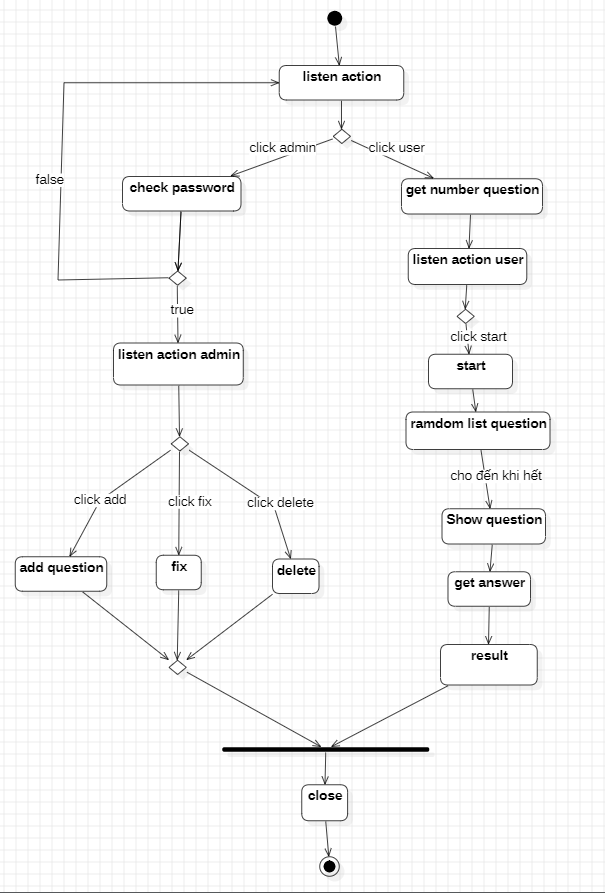 listen action
click admin
click user
false
check password
get number question
listen action user
true
click start
listen action admin
start
ramdom list question
cho đến khi hết
click add
click fix
click delete
Show question
add question
fix
delete
get answer
result
close